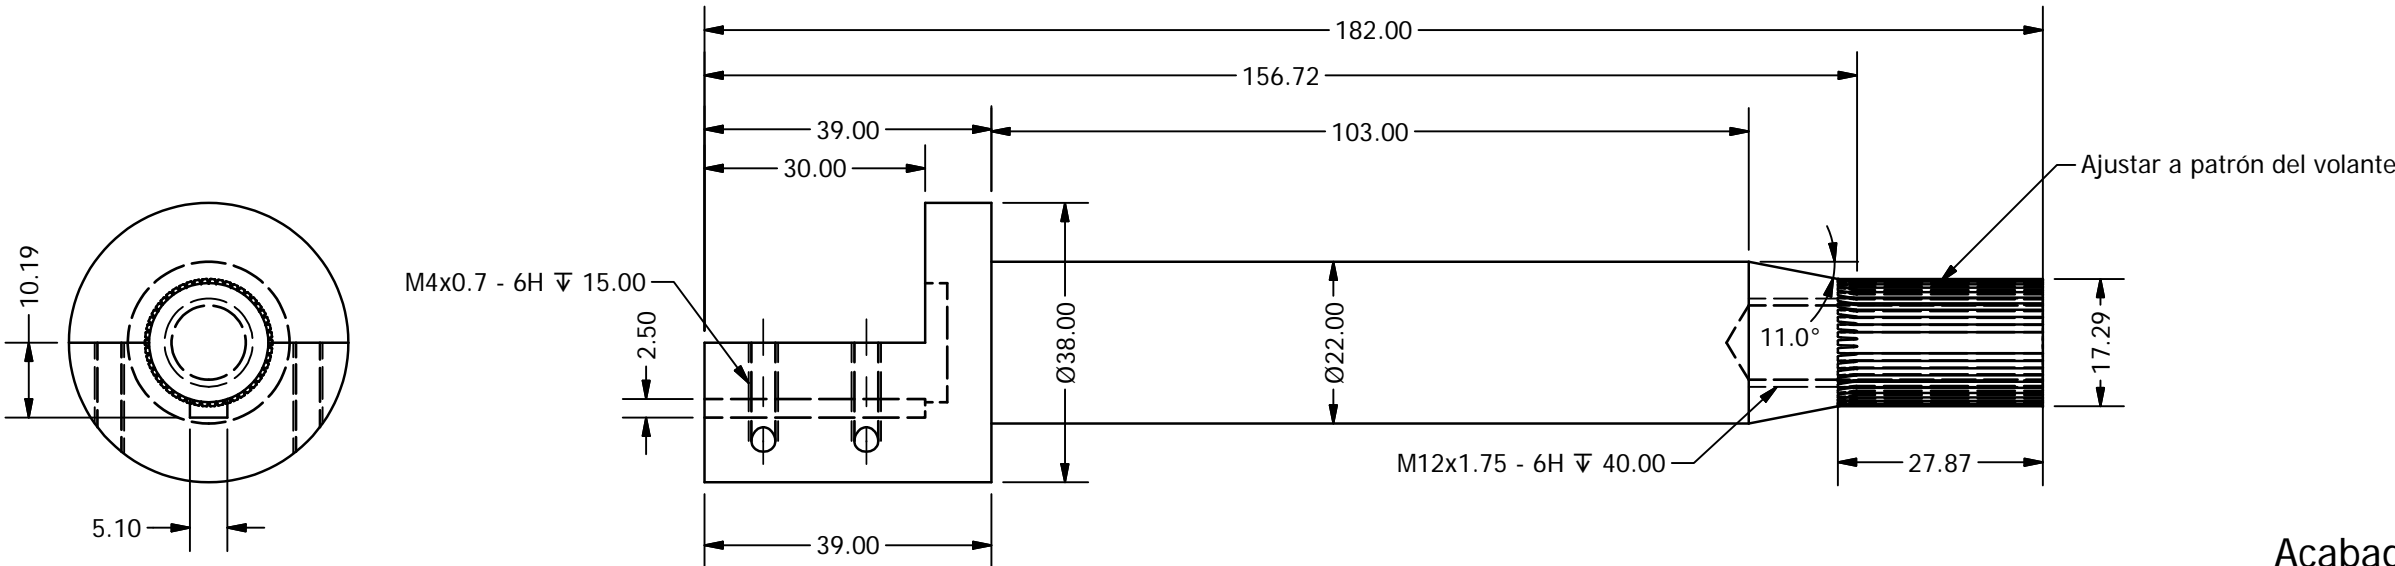 182.00
156.72
39.00
103.00
30.00
Ajustar a patrón del volante
10.19
M4x0.7 - 6H ↧ 15.00
2.50
Ø38.00
Ø22.00
11.0°
17.29
M12x1.75 - 6H ↧ 40.00
27.87
5.10
39.00